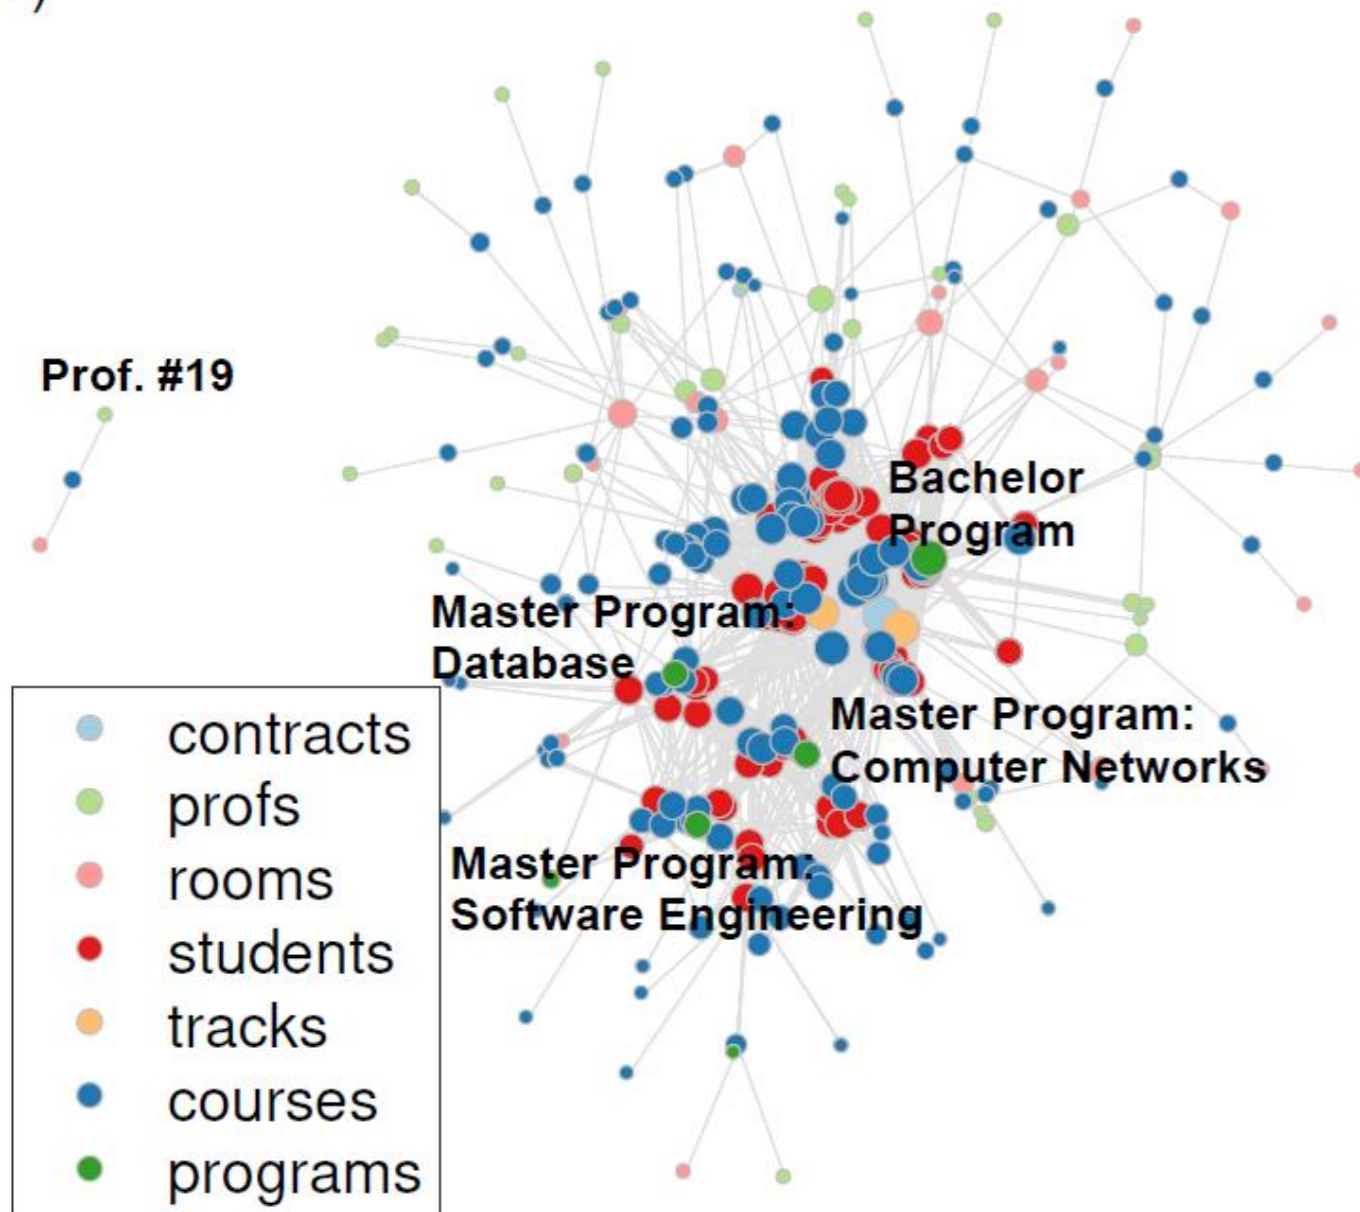 Prof. #19
Bachelor
Program
Master Program:
Database
Master Program:
Computer Networks
Master Program:
Software Engineering
contracts
profs
rooms
students
tracks
courses
programs